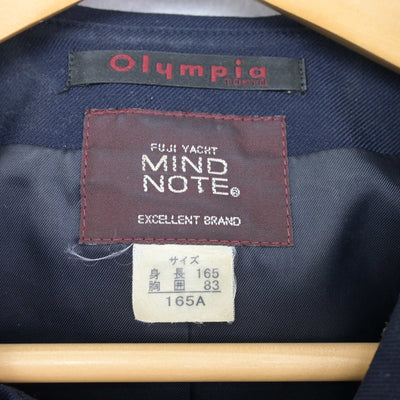 Olympia
FUJI YACHT
MIND
NOTE®
EXCELLENT BRAND
サイズ
身長 165
胸囲 83
165A